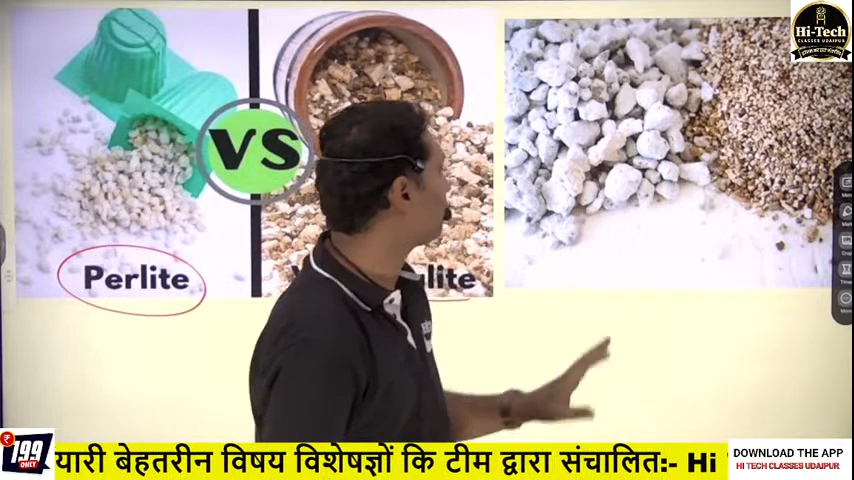 Hi-Tech
CLASSES UDAIPUR
VS
Perlite
lite
₹ 199
ONLY
यारी बेहतरीन विषय विशेषज्ञों कि टीम द्वारा संचालित:- Hi
DOWNLOAD THE APP
HI TECH CLASSES UDAIPUR